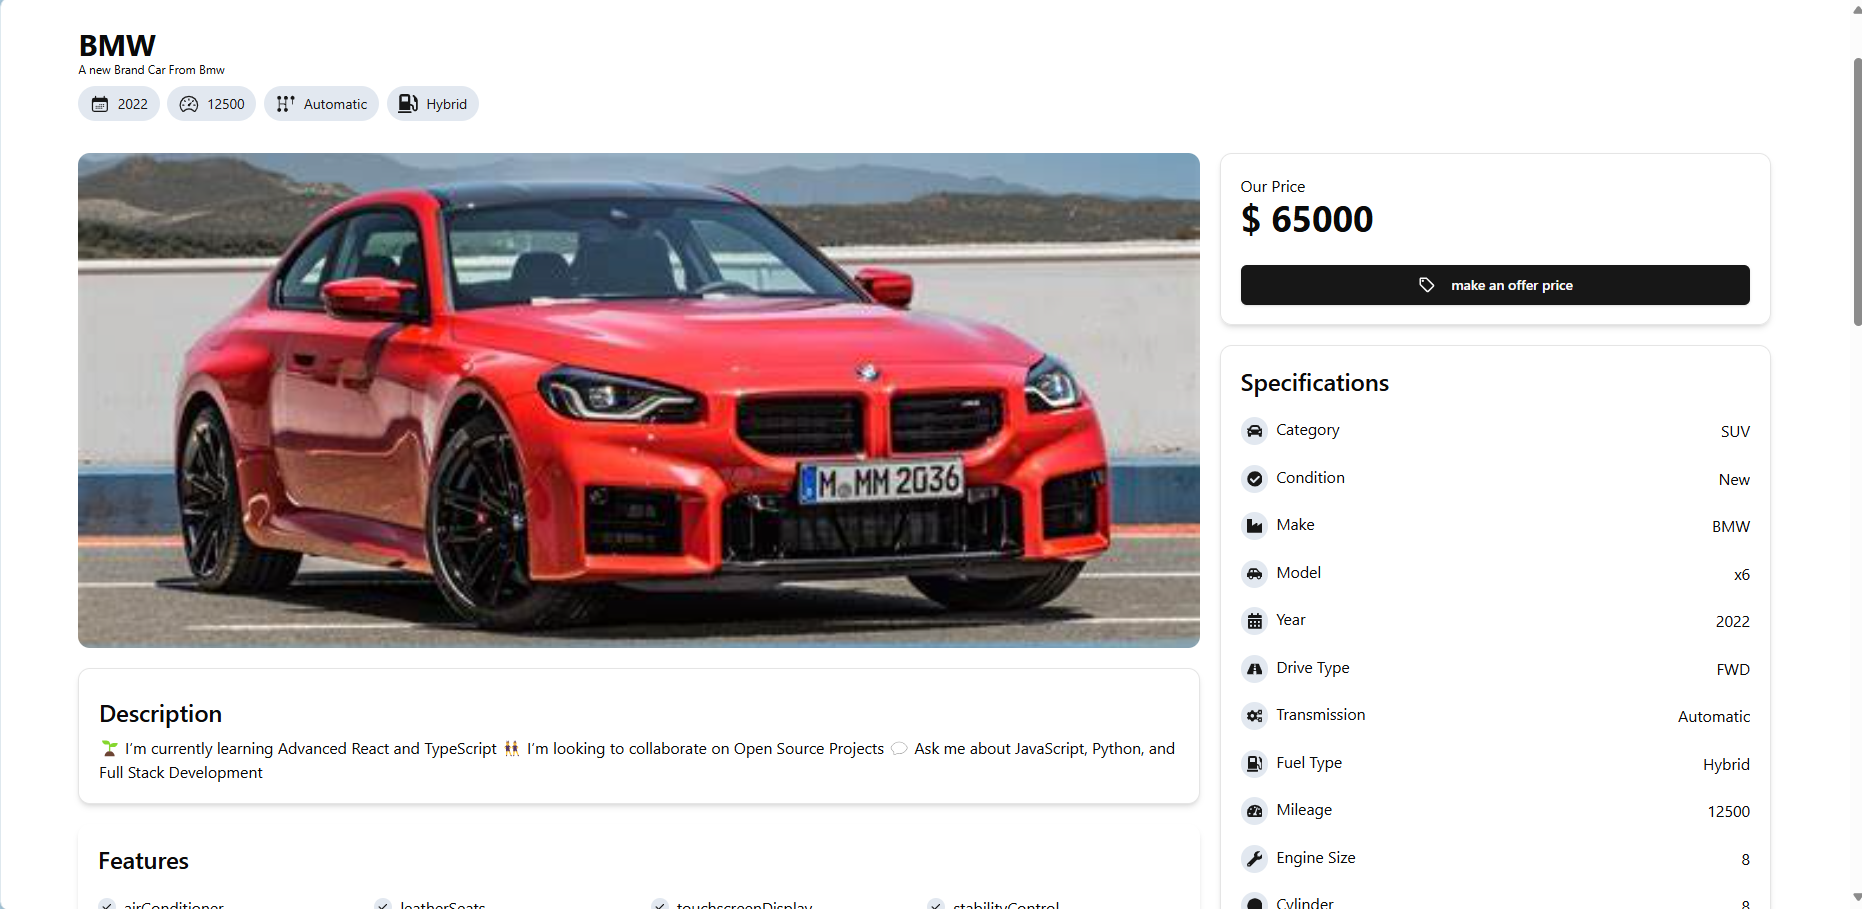 BMW
A new Brand Car From Bmw
2022
12500
Automatic
Hybrid
M MM 2036
Our Price
$ 65000
make an offer price
Specifications
Category SUV
Condition New
Make BMW
Model x6
Year 2022
Drive Type FWD
Transmission Automatic
Fuel Type Hybrid
Mileage 12500
Engine Size 8
Cylinder 8
Description
🌱 I’m currently learning Advanced React and TypeScript 👯 I’m looking to collaborate on Open Source Projects 💬 Ask me about JavaScript, Python, and
Full Stack Development
Features
airConditioner
leatherSeats
touchscreenDisplay
stabilityControl